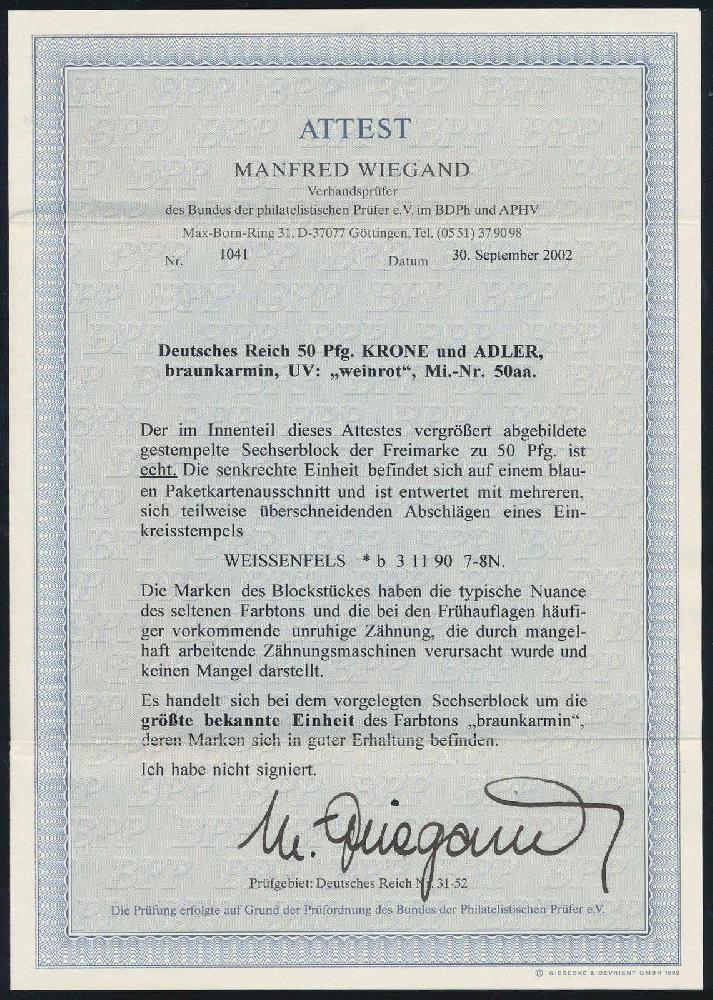 ATTEST
MANFRED WIEGAND
Verbandsprüfer
des Bundes der philatelistischen Prüfer e.V. im BDPh und APHV
Max-Born-Ring 31, D-37077 Göttingen, Tel. (05 51) 37 90 98
Nr. 1041 Datum 30. September 2002
Deutsches Reich 50 Pfg. KRONE und ADLER,
braunkarmin, UV: „weinrot“, Mi.-Nr. 50aa.
Der im Innenteil dieses Attestes vergrößert abgebildete
gestempelte Sechserblock der Freimarke zu 50 Pfg. ist
echt. Die senkrechte Einheit befindet sich auf einem blau-
en Paketkartenausschnitt und ist entwertet mit mehreren,
sich teilweise überschneidenden Abschlägen eines Ein-
kreisstempels
WEISSENFELS * b 3 11 90 7-8N.
Die Marken des Blockstückes haben die typische Nuance
des seltenen Farbtons und die bei den Frühauflagen häufi-
ger vorkommende unruhige Zähnung, die durch mangel-
haft arbeitende Zähnungsmaschinen verursacht wurde und
keinen Mangel darstellt.
Es handelt sich bei dem vorgelegten Sechserblock um die
größte bekannte Einheit des Farbtons „braunkarmin“,
deren Marken sich in guter Erhaltung befinden.
Ich habe nicht signiert.
M. Wiegand
Prüfgebiet: Deutsches Reich Nr. 31-52
Die Prüfung erfolgte auf Grund der Prüfordnung des Bundes der Philatelistischen Prüfer e.V.
© GIESECKE & DEVRIENT GMBH 1992